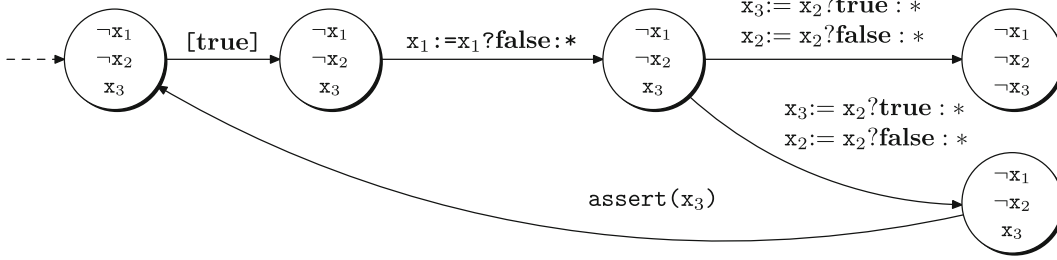 x₃:= x₂?true : *
x₂:= x₂?false : *
¬x₁
¬x₂
x₃
[true]
¬x₁
¬x₂
x₃
x₁:=x₁?false:*
¬x₁
¬x₂
x₃
¬x₁
¬x₂
¬x₃
x₃:= x₂?true : *
x₂:= x₂?false : *
assert(x₃)
¬x₁
¬x₂
x₃